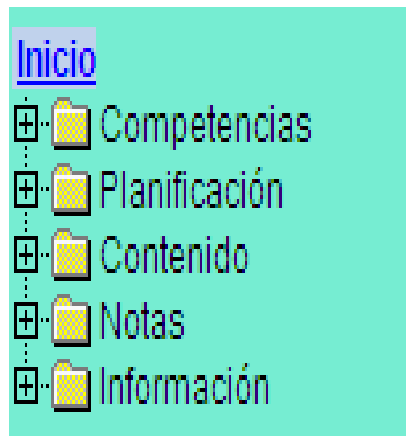 Inicio
Competencias
Planificación
Contenido
Notas
Información